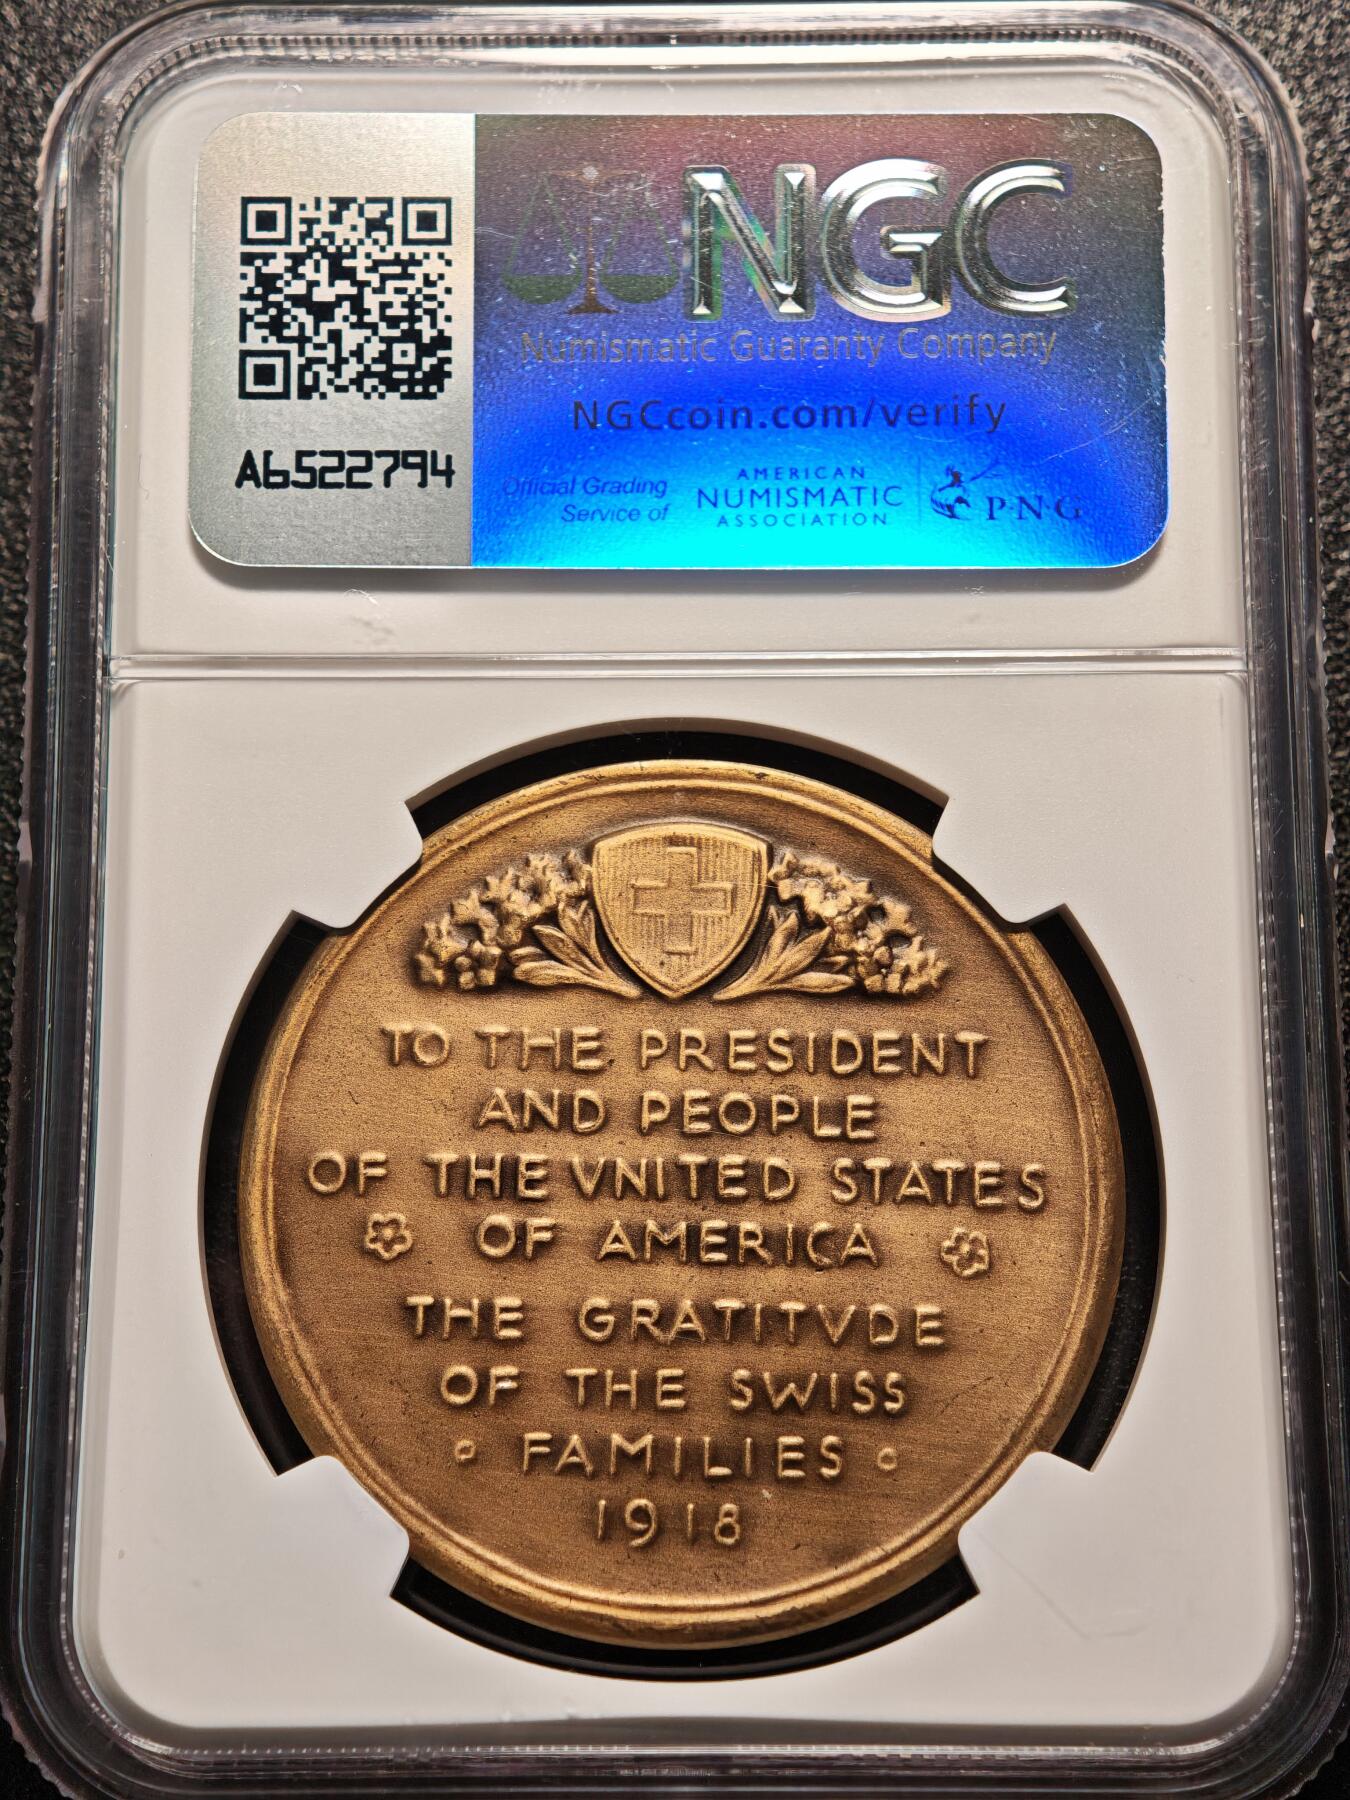 NGC
Numismatic Guaranty Company
NGCcoin.com/verify
A6522794
Official Grading
Service of
AMERICAN
NUMISMATIC
ASSOCIATION
P·N·G
TO THE PRESIDENT
AND PEOPLE
OF THE VNITED STATES
OF AMERICA
THE GRATITVDE
OF THE SWISS
FAMILIES
1918